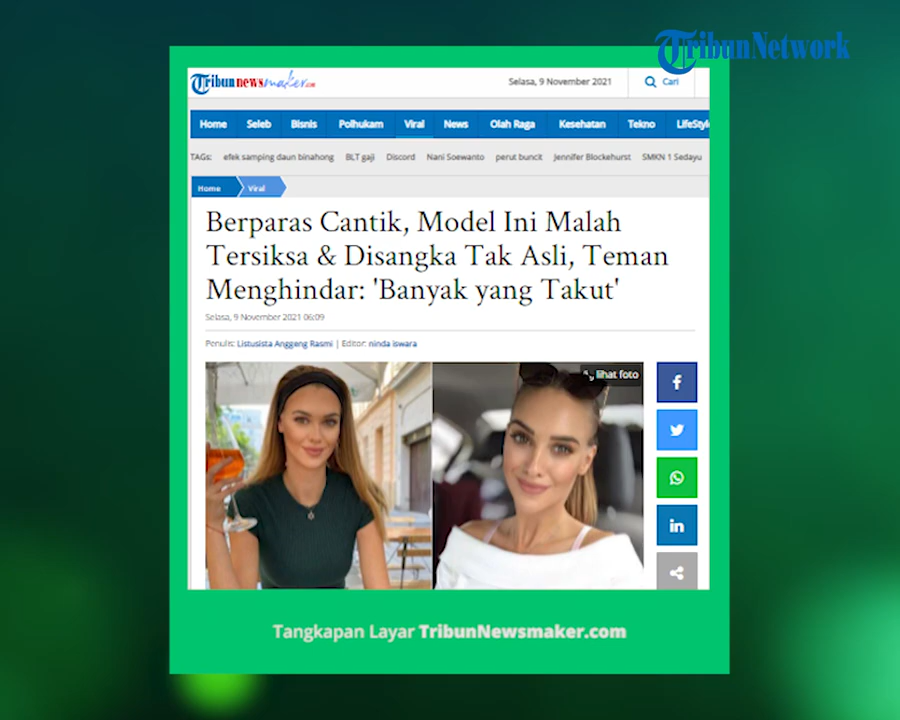 TribunNetwork
Tribunnewsmaker.com
Selasa, 9 November 2021
Cari
Home Seleb Bisnis Polhukam Viral News Olah Raga Kesehatan Tekno LifeStyle
TAGs: efek samping daun binahong BLT gaji Discord Nani Soewanto perut buncit Jennifer Blockehurst SMKN 1 Sedayu
Home Viral
Berparas Cantik, Model Ini Malah
Tersiksa & Disangka Tak Asli, Teman
Menghindar: 'Banyak yang Takut'
Selasa, 9 November 2021 06:09
Penulis: Listusista Anggeng Rasmi | Editor: ninda iswara
lihat foto
Tangkapan Layar TribunNewsmaker.com